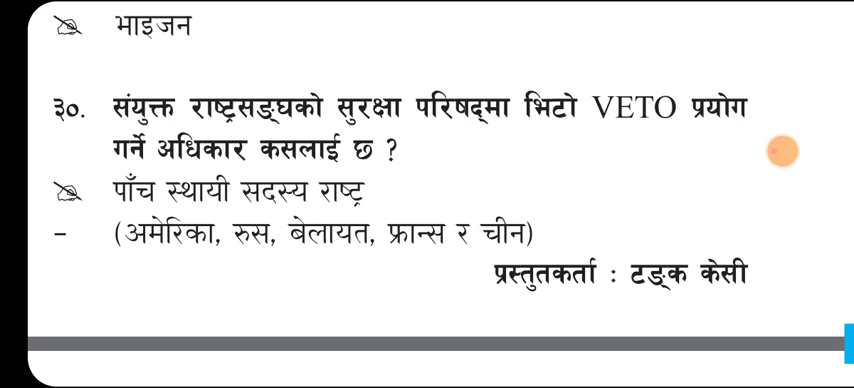 भाइजन
३०. संयुक्त राष्ट्रसङ्घको सुरक्षा परिषद्मा भिटो VETO प्रयोग
गर्ने अधिकार कसलाई छ ?
पाँच स्थायी सदस्य राष्ट्र
– (अमेरिका, रुस, बेलायत, फ्रान्स र चीन)
प्रस्तुतकर्ता : टङ्क केसी